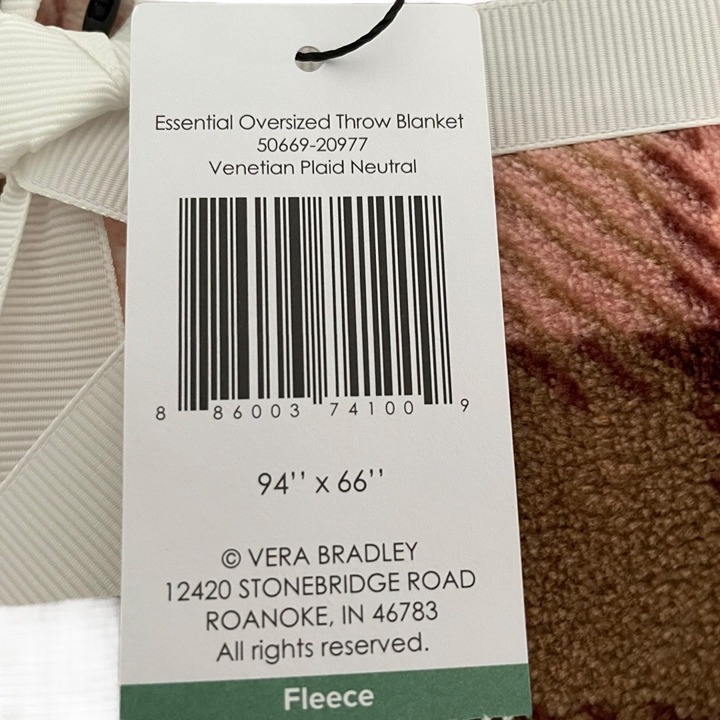 Essential Oversized Throw Blanket
50669-20977
Venetian Plaid Neutral
8 86003 74100 9
94'' x 66''
© VERA BRADLEY
12420 STONEBRIDGE ROAD
ROANOKE, IN 46783
All rights reserved.
Fleece